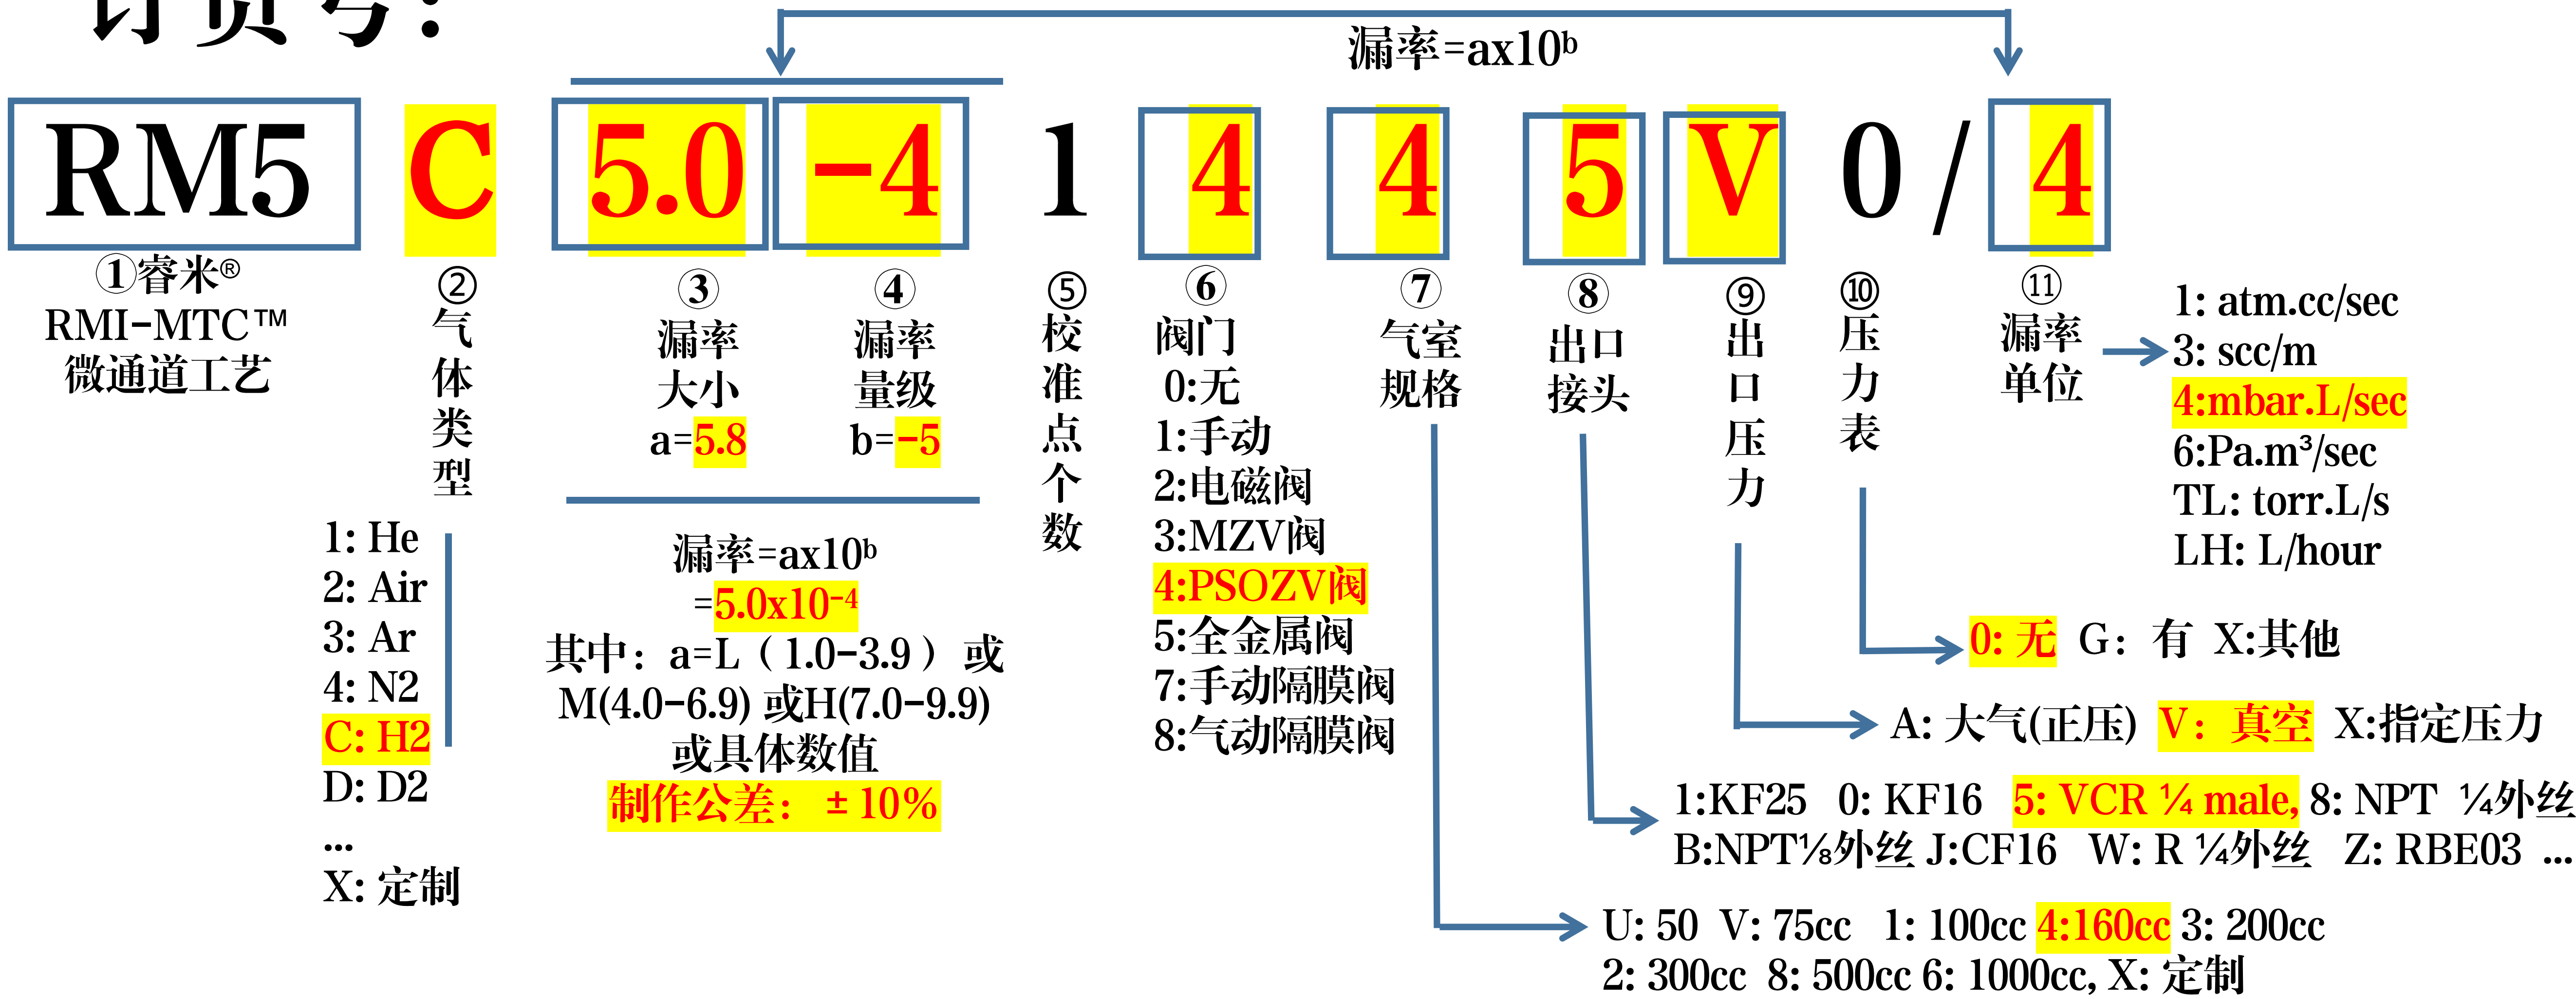 订货号：
漏率=ax10ᵇ
RM5 C 5.0 -4 1 4 4 5 V 0 / 4
①睿米®
RMI-MTC™
微通道工艺
②
气
体
类
型
1: He
2: Air
3: Ar
4: N2
C: H2
D: D2
...
X: 定制
③
漏率
大小
a=5.8
④
漏率
量级
b=-5
漏率=ax10ᵇ
=5.0x10⁻⁴
其中：a=L（1.0-3.9）或
M(4.0-6.9) 或H(7.0-9.9)
或具体数值
制作公差： ±10%
⑤
校
准
点
个
数
⑥
阀门
0:无
1:手动
2:电磁阀
3:MZV阀
4:PSOZV阀
5:全金属阀
7:手动隔膜阀
8:气动隔膜阀
⑦
气室
规格
⑧
出口
接头
⑨
出
口
压
力
⑩
压
力
表
⑪
漏率
单位
1: atm.cc/sec
3: scc/m
4:mbar.L/sec
6:Pa.m³/sec
TL: torr.L/s
LH: L/hour
0: 无 G：有 X:其他
A: 大气(正压) V：真空 X:指定压力
1:KF25 0: KF16 5: VCR ¼ male, 8: NPT ¼外丝
B:NPT⅛外丝 J:CF16 W: R ¼外丝 Z: RBE03 ...
U: 50 V: 75cc 1: 100cc 4:160cc 3: 200cc
2: 300cc 8: 500cc 6: 1000cc, X: 定制